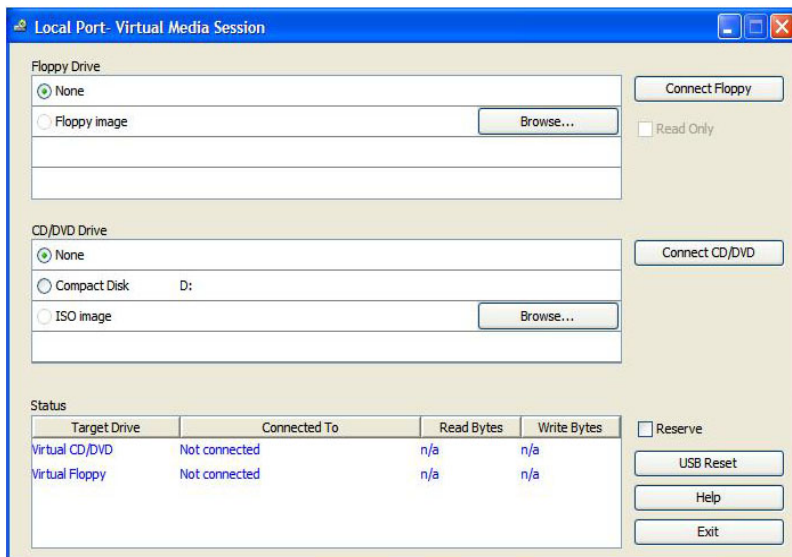 Local Port- Virtual Media Session
Floppy Drive
None
Connect Floppy
Floppy image
Browse...
Read Only
CD/DVD Drive
None
Connect CD/DVD
Compact Disk D:
ISO image
Browse...
Status
Target Drive Connected To Read Bytes Write Bytes
Reserve
Virtual CD/DVD Not connected n/a n/a
USB Reset
Virtual Floppy Not connected n/a n/a
Help
Exit